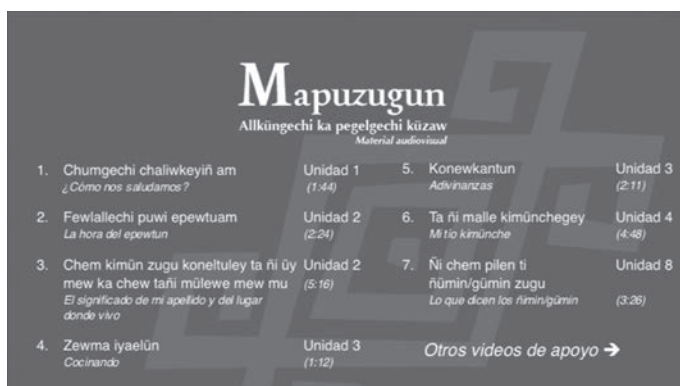 Mapuzugun
Allküngechi ka pegelgechi küzaw
Material audiovisual
1. Chumgechi chaliwkeyiñ am Unidad 1
¿Cómo nos saludamos? (1:44)
2. Fewlallechi puwi epewtuam Unidad 2
La hora del epewtun (2:24)
3. Chem kimün zugu koneltuley ta ñi üy Unidad 2
mew ka chew tañi mülewe mew mu (5:16)
El significado de mi apellido y del lugar
donde vivo
4. Zewma iyaelün Unidad 3
Cocinando (1:12)
5. Konewkantun Unidad 3
Adivinanzas (2:11)
6. Ta ñi malle kimünchegey Unidad 4
Mi tío kimünche (4:48)
7. Ñi chem pilen ti Unidad 8
ñümin/gümin zugu
Lo que dicen los ñimin/gümin (3:26)
Otros videos de apoyo ➔